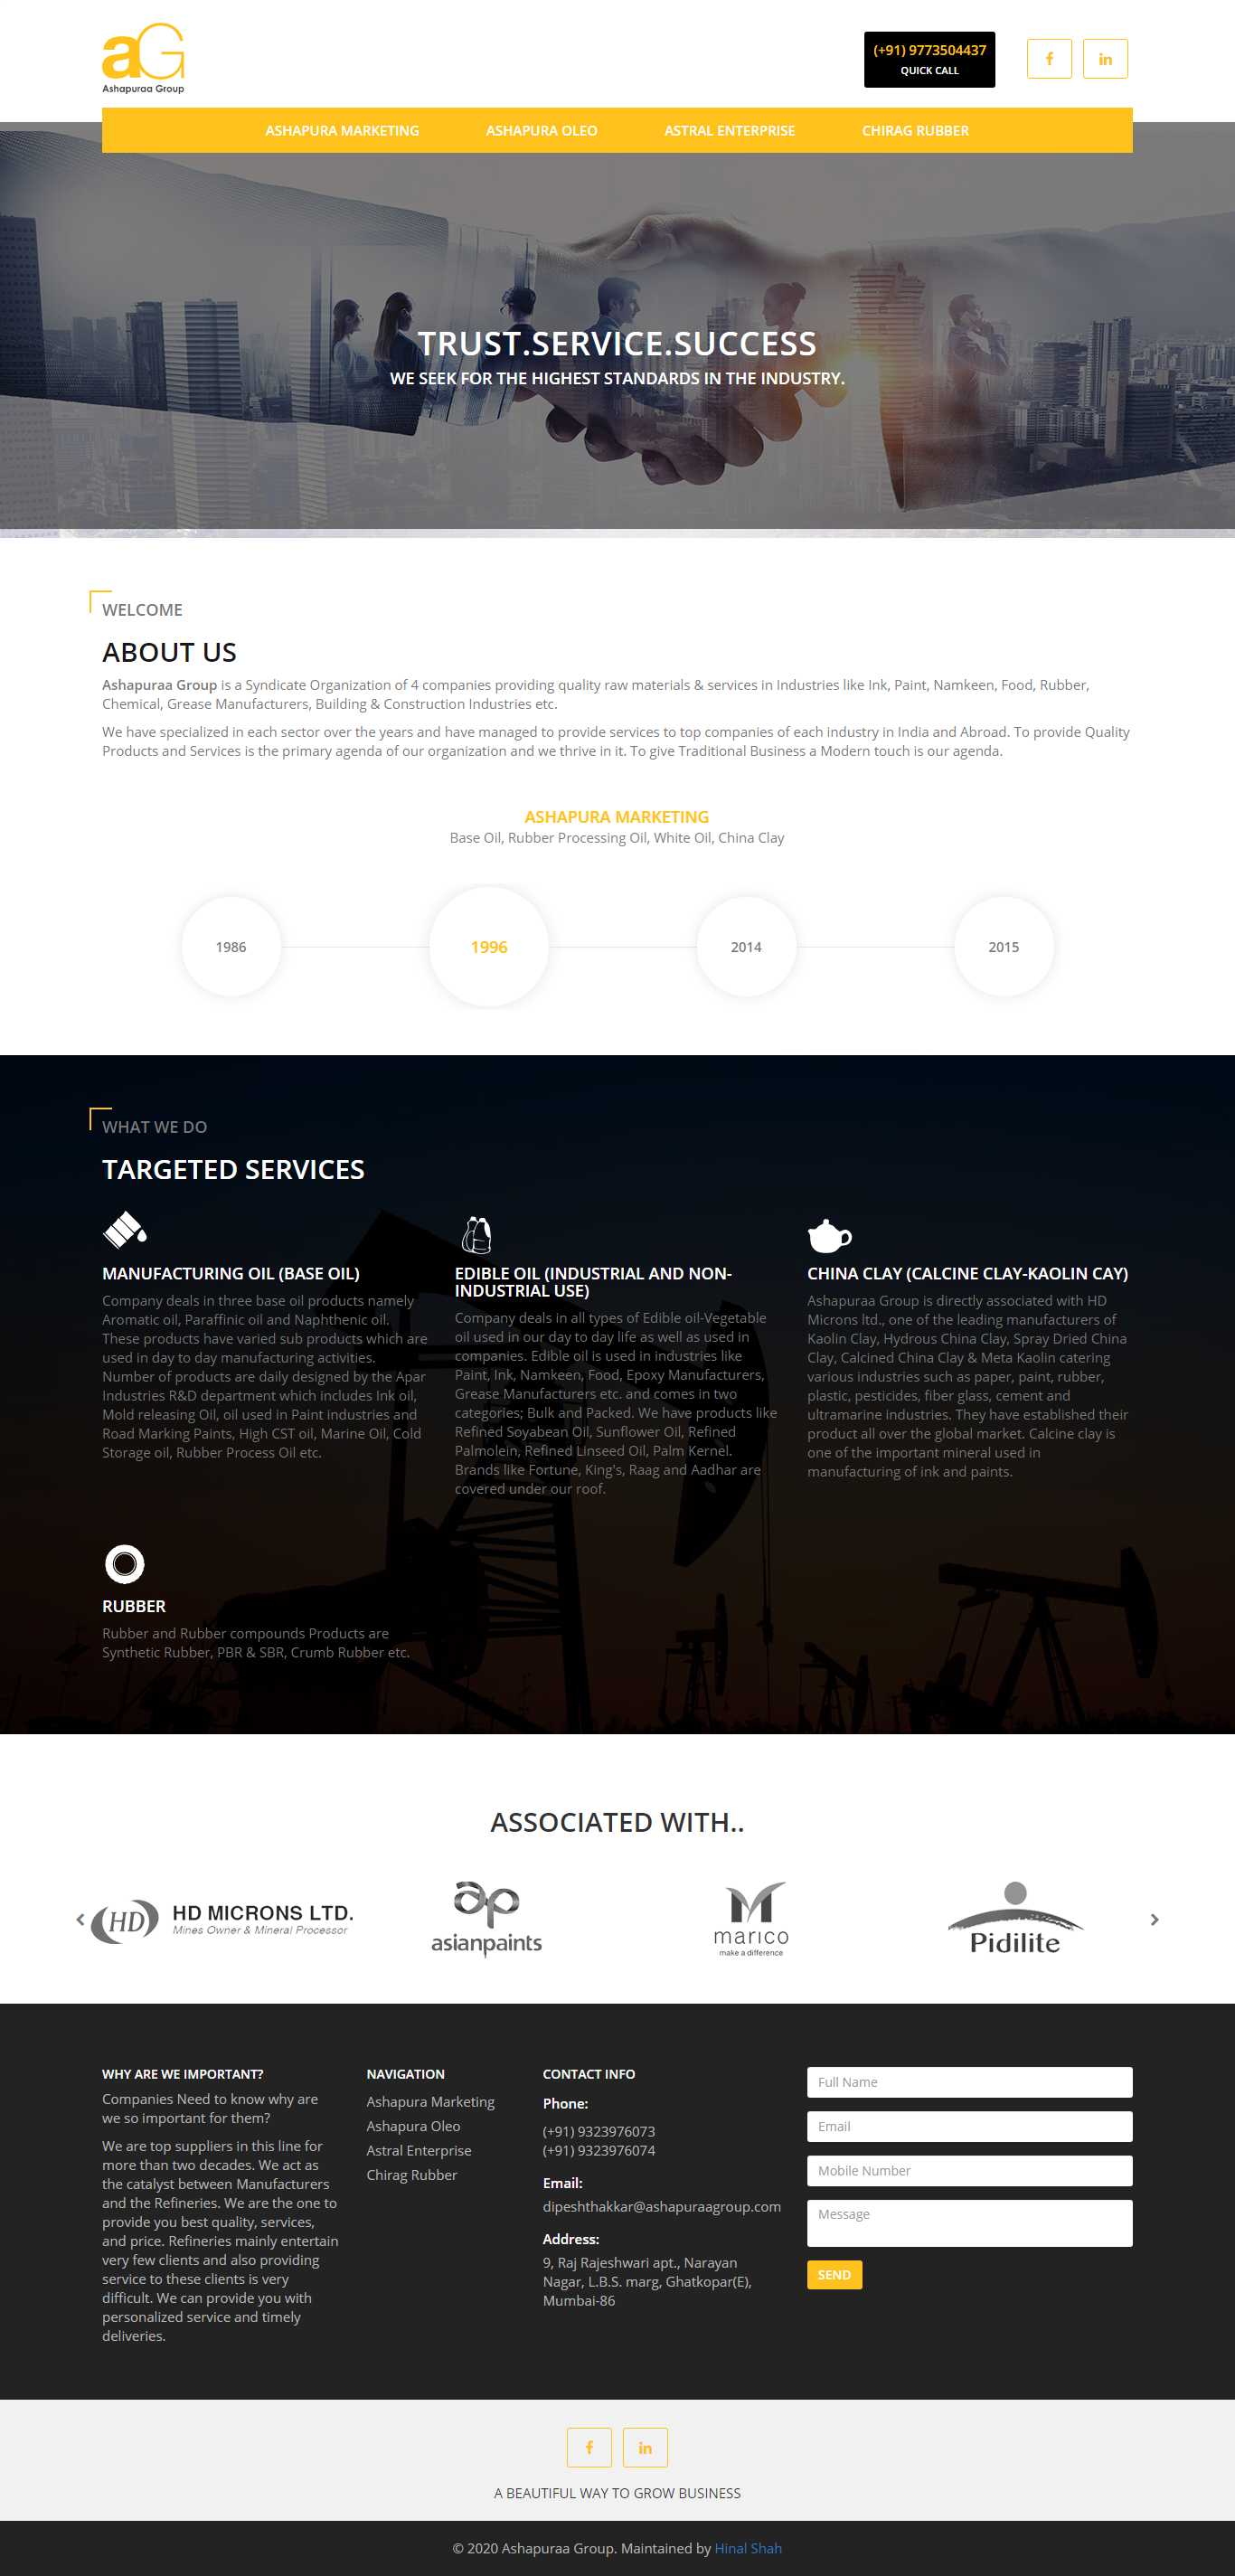 aG
Ashapuraa Group
(+91) 9773504437
QUICK CALL
ASHAPURA MARKETING
ASHAPURA OLEO
ASTRAL ENTERPRISE
CHIRAG RUBBER
TRUST.SERVICE.SUCCESS
WE SEEK FOR THE HIGHEST STANDARDS IN THE INDUSTRY.
WELCOME
ABOUT US
Ashapuraa Group is a Syndicate Organization of 4 companies providing quality raw materials & services in Industries like Ink, Paint, Namkeen, Food, Rubber,
Chemical, Grease Manufacturers, Building & Construction Industries etc.
We have specialized in each sector over the years and have managed to provide services to top companies of each industry in India and Abroad. To provide Quality
Products and Services is the primary agenda of our organization and we thrive in it. To give Traditional Business a Modern touch is our agenda.
ASHAPURA MARKETING
Base Oil, Rubber Processing Oil, White Oil, China Clay
1986
1996
2014
2015
WHAT WE DO
TARGETED SERVICES
MANUFACTURING OIL (BASE OIL)
Company deals in three base oil products namely
Aromatic oil, Paraffinic oil and Naphthenic oil.
These products have varied sub products which are
used in day to day manufacturing activities.
Number of products are daily designed by the Apar
Industries R&D department which includes Ink oil,
Mold releasing Oil, oil used in Paint industries and
Road Marking Paints, High CST oil, Marine Oil, Cold
Storage oil, Rubber Process Oil etc.
EDIBLE OIL (INDUSTRIAL AND NON-
INDUSTRIAL USE)
Company deals in all types of Edible oil-Vegetable
oil used in our day to day life as well as used in
companies. Edible oil is used in industries like
Paint, Ink, Namkeen, Food, Epoxy Manufacturers,
Grease Manufacturers etc. and comes in two
categories; Bulk and Packed. We have products like
Refined Soyabean Oil, Sunflower Oil, Refined
Palmolein, Refined Linseed Oil, Palm Kernel.
Brands like Fortune, King's, Raag and Aadhar are
covered under our roof.
CHINA CLAY (CALCINE CLAY-KAOLIN CAY)
Ashapuraa Group is directly associated with HD
Microns ltd., one of the leading manufacturers of
Kaolin Clay, Hydrous China Clay, Spray Dried China
Clay, Calcined China Clay & Meta Kaolin catering
various industries such as paper, paint, rubber,
plastic, pesticides, fiber glass, cement and
ultramarine industries. They have established their
product all over the global market. Calcine clay is
one of the important mineral used in
manufacturing of ink and paints.
RUBBER
Rubber and Rubber compounds Products are
Synthetic Rubber, PBR & SBR, Crumb Rubber etc.
ASSOCIATED WITH..
HD
HD MICRONS LTD.
Mines Owner & Mineral Processor
ap
asianpaints
marico
make a difference
Pidilite
WHY ARE WE IMPORTANT?
Companies Need to know why are
we so important for them?
We are top suppliers in this line for
more than two decades. We act as
the catalyst between Manufacturers
and the Refineries. We are the one to
provide you best quality, services,
and price. Refineries mainly entertain
very few clients and also providing
service to these clients is very
difficult. We can provide you with
personalized service and timely
deliveries.
NAVIGATION
Ashapura Marketing
Ashapura Oleo
Astral Enterprise
Chirag Rubber
CONTACT INFO
Phone:
(+91) 9323976073
(+91) 9323976074
Email:
dipeshthakkar@ashapuraagroup.com
Address:
9, Raj Rajeshwari apt., Narayan
Nagar, L.B.S. marg, Ghatkopar(E),
Mumbai-86
Full Name
Email
Mobile Number
Message
SEND
A BEAUTIFUL WAY TO GROW BUSINESS
© 2020 Ashapuraa Group. Maintained by Hinal Shah